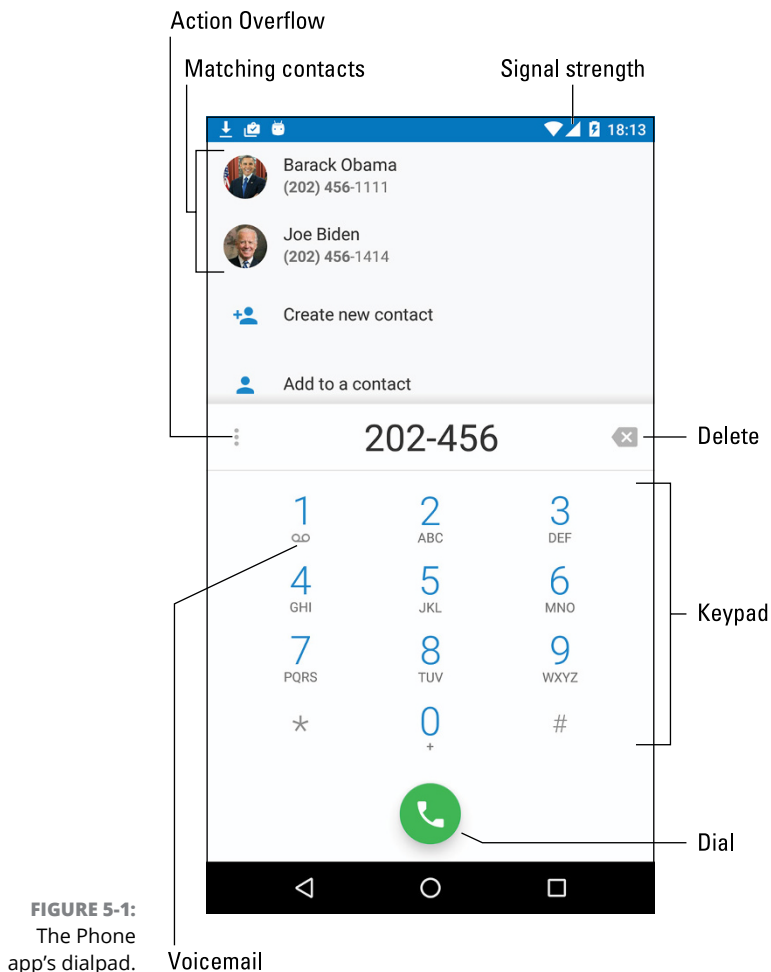 Action Overflow
Matching contacts
Signal strength
18:13
Barack Obama
(202) 456-1111
Joe Biden
(202) 456-1414
Create new contact
Add to a contact
202-456
Delete
1
2
ABC
3
DEF
4
GHI
5
JKL
6
MNO
Keypad
7
PQRS
8
TUV
9
WXYZ
*
0
+
#
Dial
FIGURE 5-1:
The Phone
app’s dialpad.
Voicemail